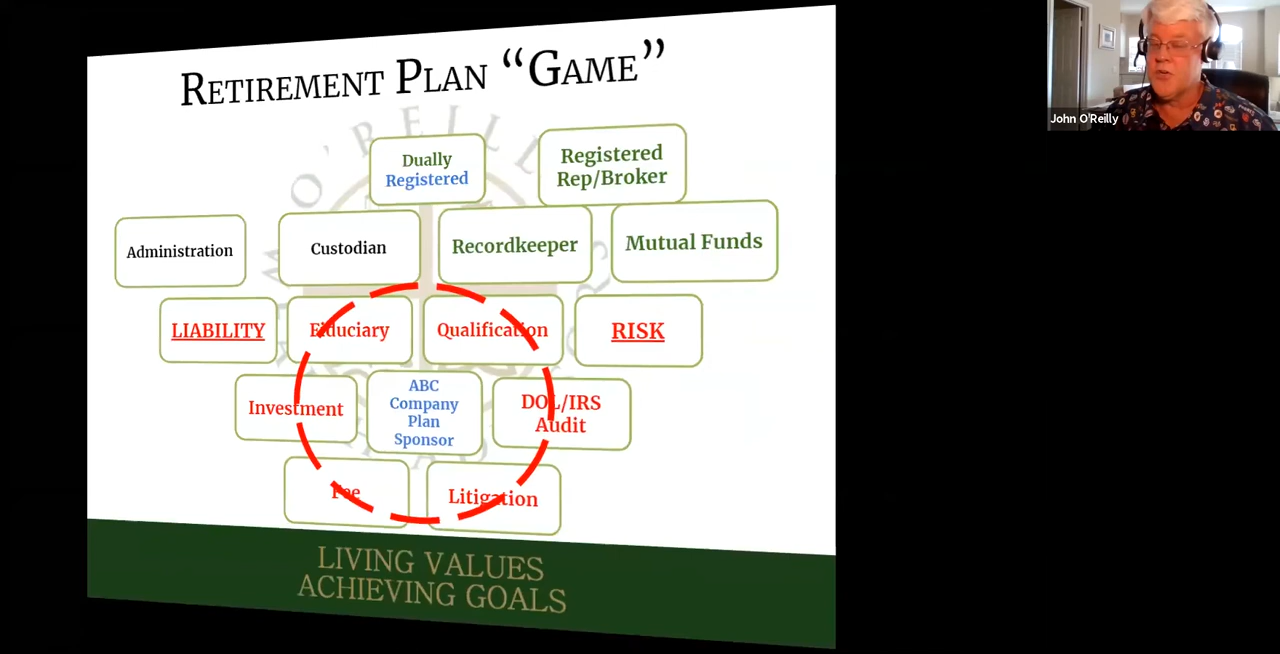 RETIREMENT PLAN “GAME”
John O'Reilly
O'REILLY
Dually
Registered
Registered
Rep/Broker
Administration
Custodian
Recordkeeper
Mutual Funds
LIABILITY
Fiduciary
Qualification
RISK
Investment
ABC
Company
Plan
Sponsor
DOL/IRS
Audit
Fee
Litigation
LIVING VALUES
ACHIEVING GOALS